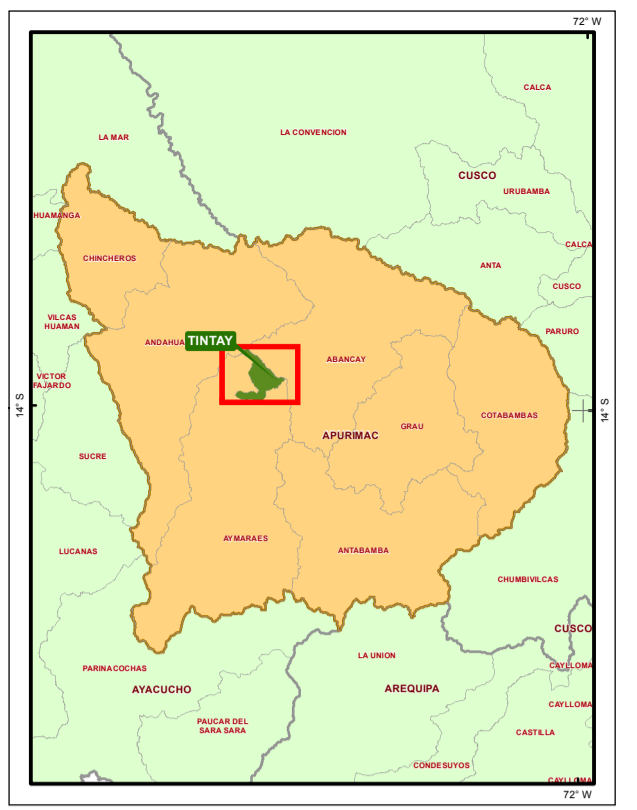 72° W
CALCA
LA CONVENCION
LA MAR
CUSCO
URUBAMBA
HUAMANGA
CALCA
CHINCHEROS
ANTA
CUSCO
VILCAS
HUAMAN
PARURO
ANDAHUA
TINTAY
ABANCAY
VICTOR
FAJARDO
14° S
14° S
COTABAMBAS
GRAU
APURIMAC
SUCRE
AYMARAES
ANTABAMBA
LUCANAS
CHUMBIVILCAS
CUSCO
LA UNION
CAYLLOMA
PARINACOCHAS
AYACUCHO
AREQUIPA
CAYLLOMA
PAUCAR DEL
SARA SARA
CASTILLA
CONDESUYOS
CAYLLOMA
72° W